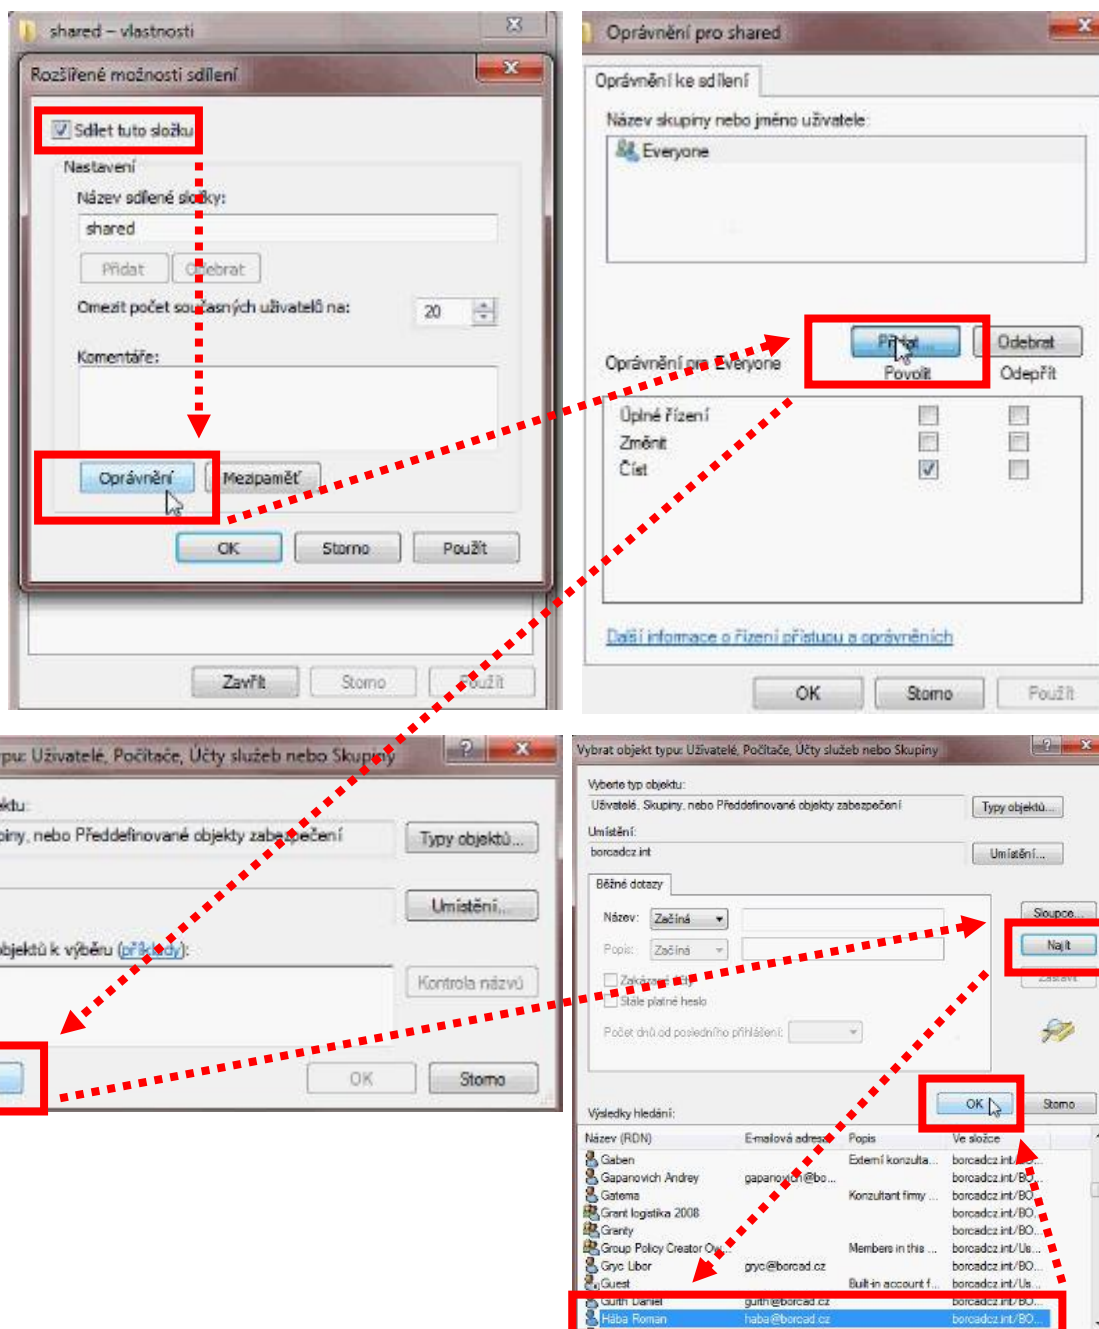 shared – vlastnosti
Rozšířené možnosti sdílení
Sdílet tuto složku
Nastavení
Název sdílené složky:
shared
Přidat
Odebrat
Omezit počet současných uživatelů na:
20
Komentáře:
Oprávnění
Mezipaměť
OK
Storno
Použít
Zavřít
Storno
Použít
Oprávnění pro shared
Oprávnění ke sdílení
Název skupiny nebo jméno uživatele:
Everyone
Přidat...
Odebrat
Oprávnění pro Everyone
Povolit
Odepřít
Úplné řízení
Změnit
Číst
Další informace o řízení přístupu a oprávněních
OK
Storno
Použít
ypu: Uživatelé, Počítače, Účty služeb nebo Skupiny
ektu:
piny, nebo Předdefinované objekty zabezpečení
Typy objektů...
Umístění...
objektů k výběru (příklady):
Kontrola názvů
OK
Storno
Vybrat objekt typu: Uživatelé, Počítače, Účty služeb nebo Skupiny
Vyberte typ objektu:
Uživatelé, Skupiny, nebo Předdefinované objekty zabezpečení
Typy objektů...
Umístění:
borcadcz.int
Umístění...
Běžné dotazy
Název:
Začíná
Sloupce...
Popis:
Začíná
Najít
Zakázané účty
Zastavit
Stále platné heslo
Počet dnů od posledního přihlášení:
OK
Storno
Výsledky hledání:
Název (RDN) E-mailová adresa Popis Ve složce
Gaben Externí konzulta... borcadcz.int/BO...
Gapanovich Andrey gapanovich@bo... borcadcz.int/BO...
Gatema Konzultant firmy ... borcadcz.int/BO...
Grant logistika 2008 borcadcz.int/BO...
Granty borcadcz.int/BO...
Group Policy Creator Ow... Members in this ... borcadcz.int/Us...
Gryc Libor gryc@borcad.cz borcadcz.int/BO...
Guest Built-in account f... borcadcz.int/Us...
Gurth Daniel gurth@borcad.cz borcadcz.int/BO...
Hába Roman haba@borcad.cz borcadcz.int/BO...